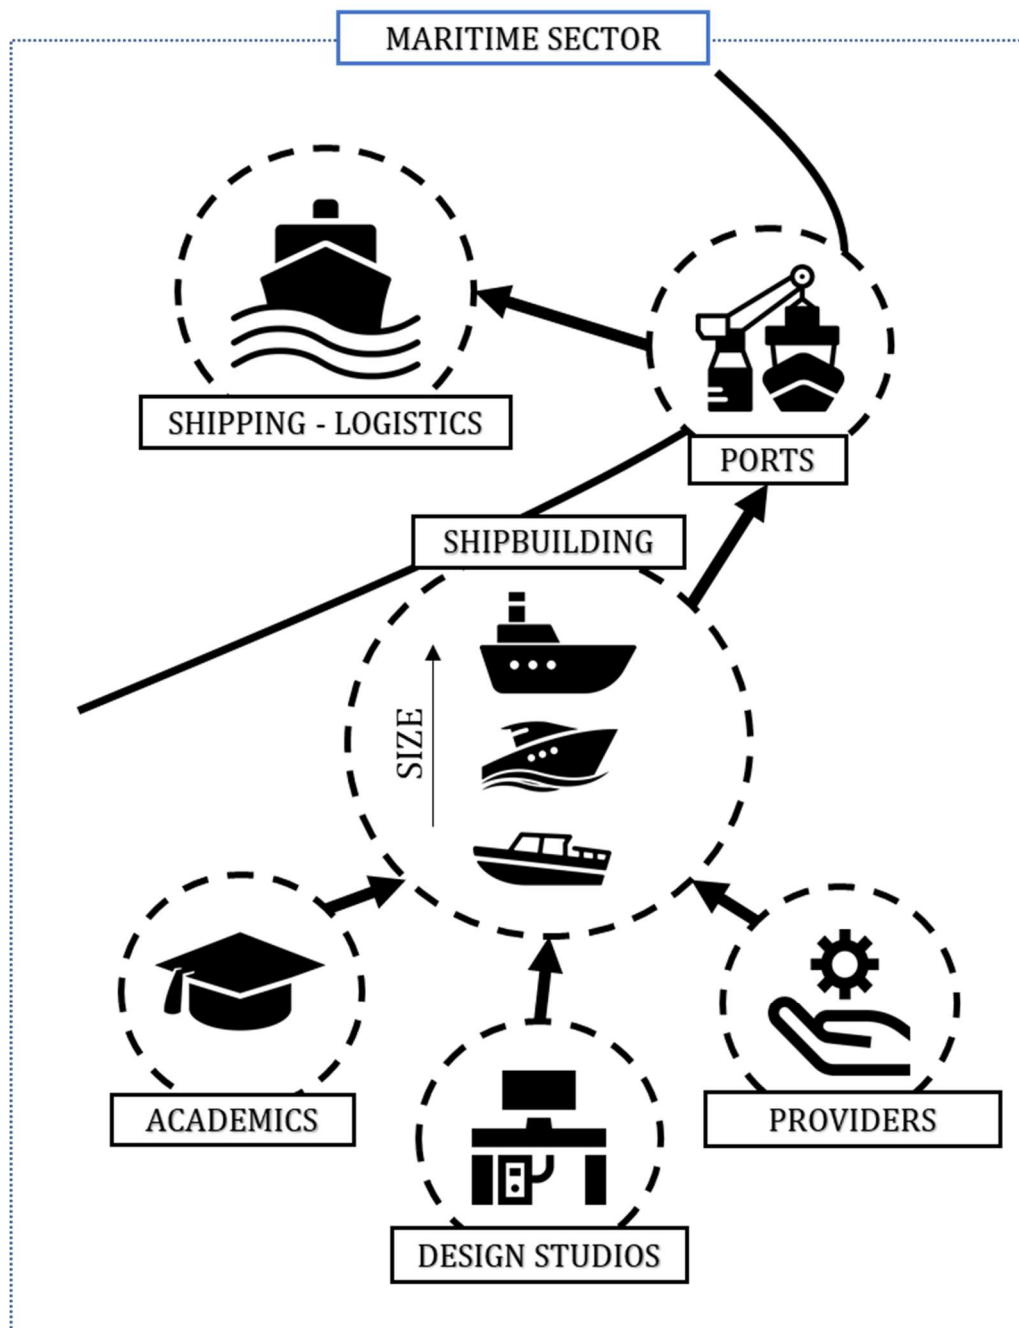 MARITIME SECTOR
SHIPPING - LOGISTICS
PORTS
SHIPBUILDING
SIZE
ACADEMICS
PROVIDERS
DESIGN STUDIOS